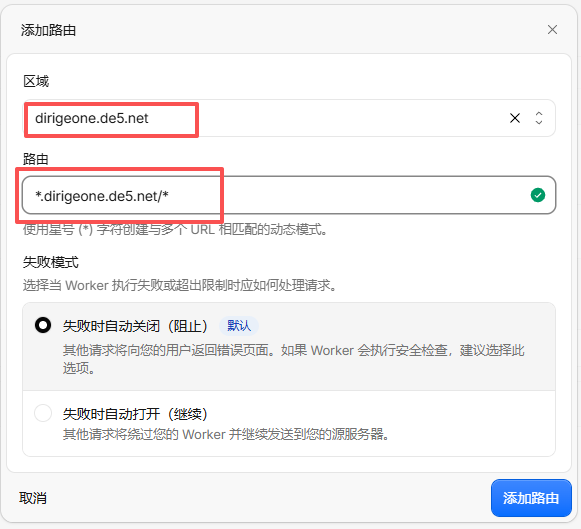 添加路由
区域
dirigeone.de5.net
路由
*.dirigeone.de5.net/*
使用星号 (*) 字符创建与多个 URL 相匹配的动态模式。
失败模式
选择当 Worker 执行失败或超出限制时应如何处理请求。
失败时自动关闭（阻止） 默认
其他请求将向您的用户返回错误页面。如果 Worker 会执行安全检查，建议选择此
选项。
失败时自动打开（继续）
其他请求将绕过您的 Worker 并继续发送到您的源服务器。
取消 添加路由